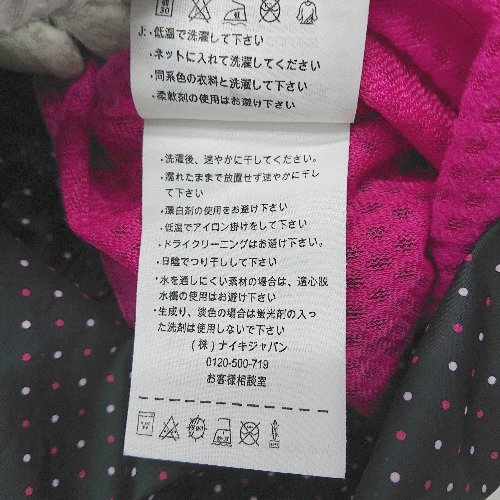 J:・低温で洗濯して下さい
・ネットに入れて洗濯してください
・同系色の衣料と洗濯して下さい
・柔軟剤の使用はお避け下さい
・洗濯後、速やかに干してください。
・濡れたままで放置せず速やかに干し
て下さい
・漂白剤の使用をお避け下さい
・低温でアイロン掛けをして下さい
・ドライクリーニングはお避け下さい。
・日陰でつり干しして下さい
・水を通しにくい素材の場合は、遠心脱
水機の使用はお避け下さい
・生成り、淡色の場合は蛍光剤の入っ
た洗剤は使用しないで下さい
(株) ナイキジャパン
0120-500-719
お客様相談室